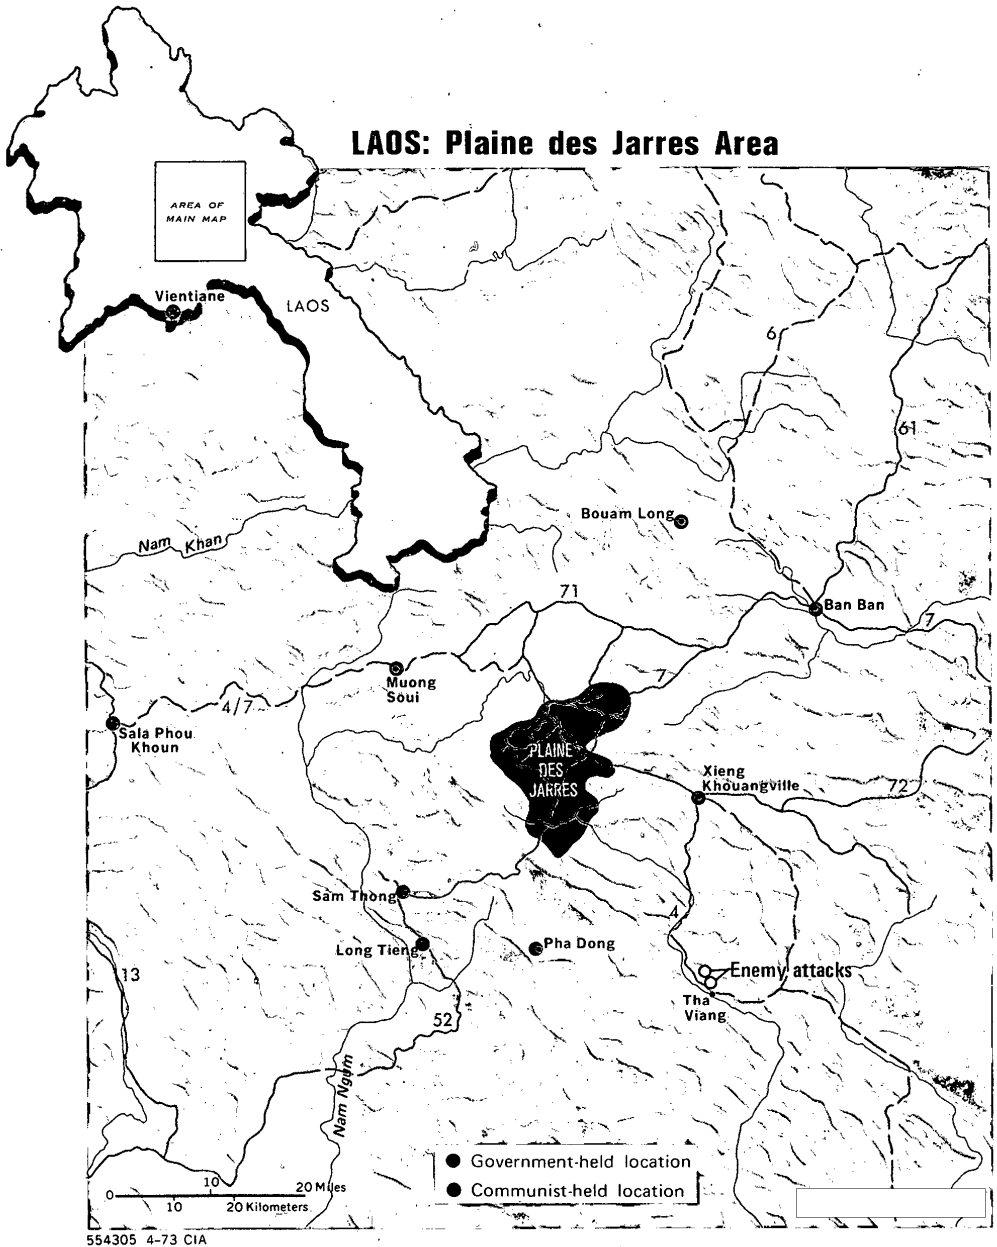 LAOS: Plaine des Jarres Area
AREA OF
MAIN MAP
Vientiane
LAOS
6
61
Bouam Long
Nam Khan
71
Ban Ban
7
Muong
Soui
7
4/7
Sala Phou
Khoun
PLAINE
DES
JARRES
Xieng
Khouangville
72
Sam Thong
4
Long Tieng
Pha Dong
13
Enemy attacks
Tha
Viang
52
Nam Ngum
Government-held location
Communist-held location
0 10 20 Miles
10 20 Kilometers
554305 4-73 CIA